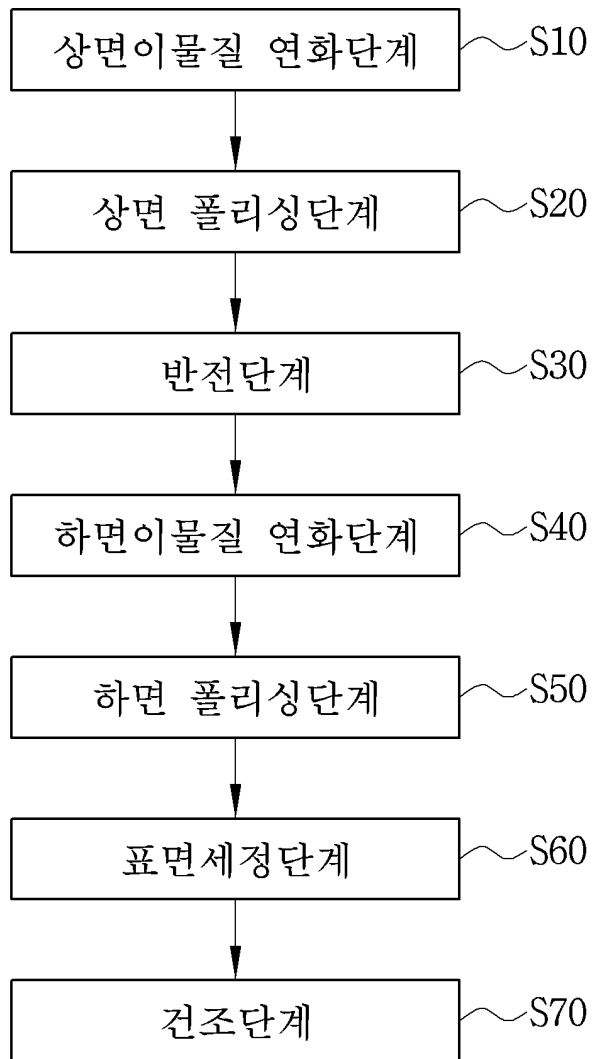 상면이물질 연화단계 S10
상면 폴리싱단계 S20
반전단계 S30
하면이물질 연화단계 S40
하면 폴리싱단계 S50
표면세정단계 S60
건조단계 S70